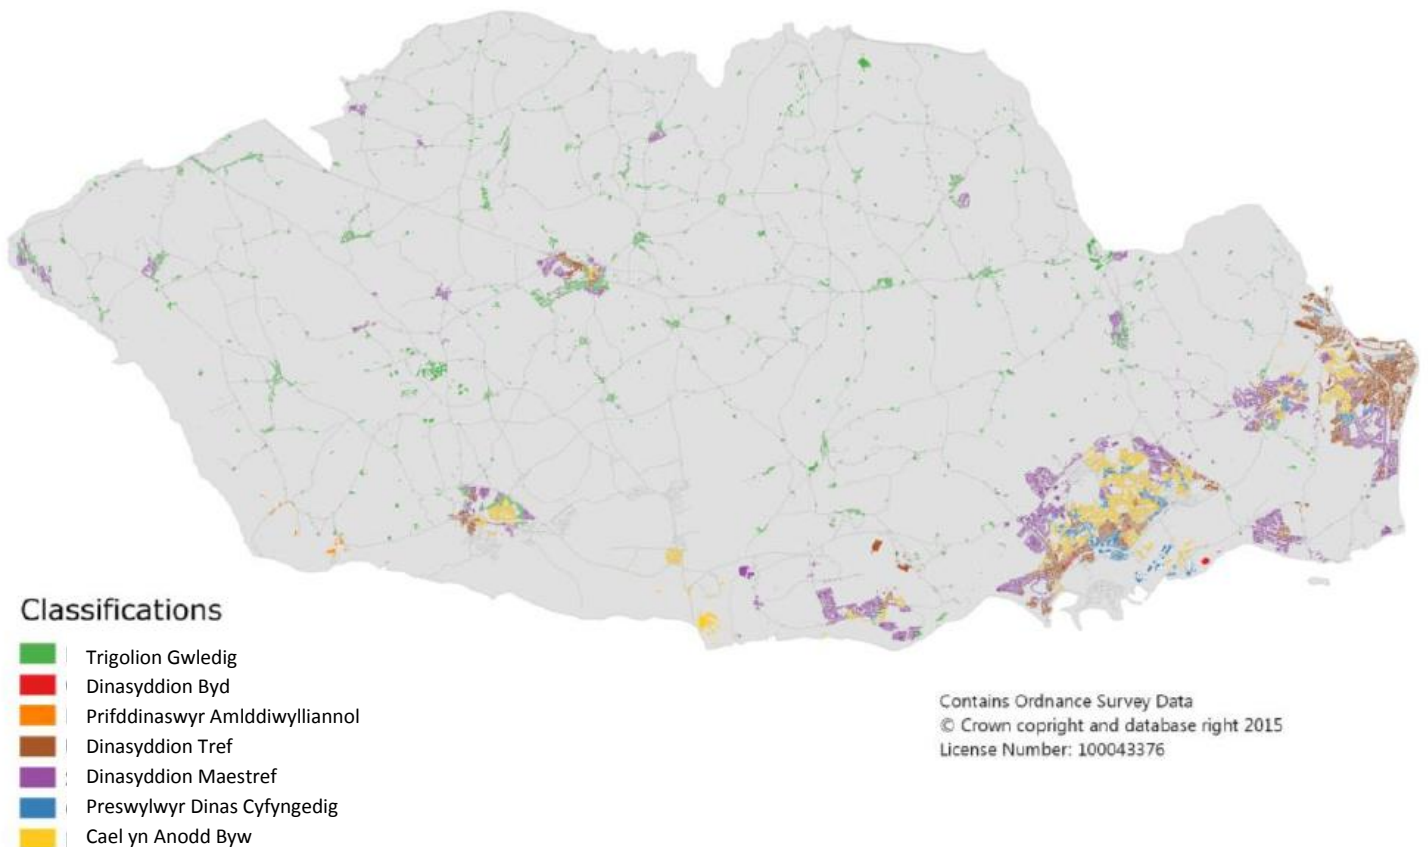 Classifications
Trigolion Gwledig
Dinasyddion Byd
Prifddinaswyr Amlddiwylliannol
Dinasyddion Tref
Dinasyddion Maestref
Preswylwyr Dinas Cyfyngedig
Cael yn Anodd Byw
Contains Ordnance Survey Data
© Crown copright and database right 2015
License Number: 100043376